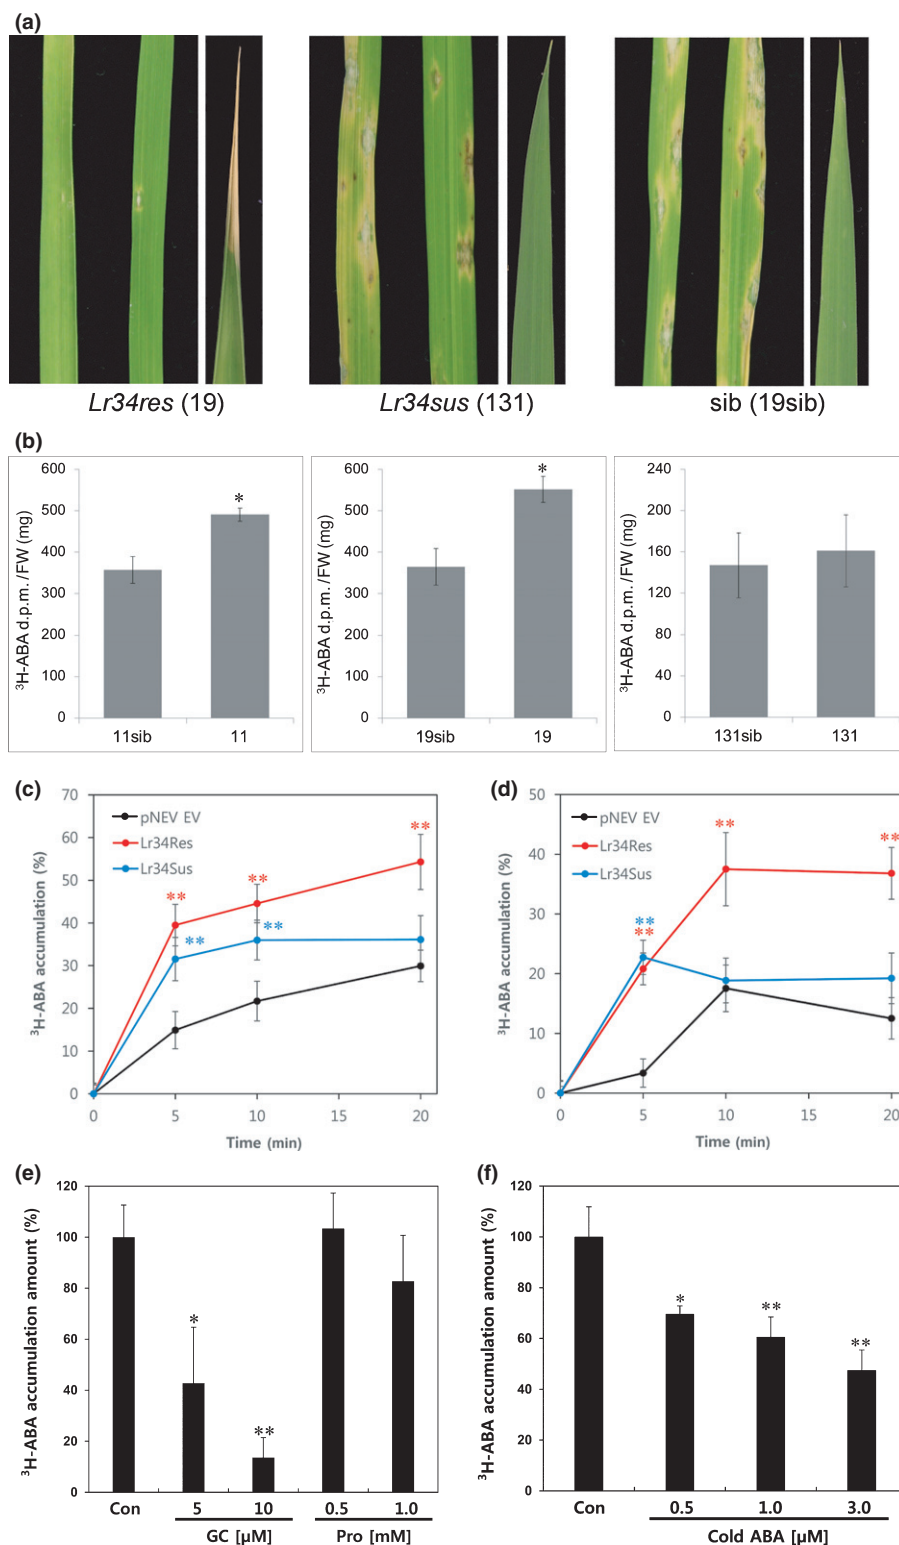 (a)
Lr34res (19)
Lr34sus (131)
sib (19sib)
(b)
³H-ABA d.p.m./FW (mg)
600
500
400
300
200
100
0
*
11sib
11
³H-ABA d.p.m./FW (mg)
600
500
400
300
200
100
0
*
19sib
19
³H-ABA d.p.m./FW (mg)
240
200
160
120
80
40
0
131sib
131
(c)
³H-ABA accumulation (%)
70
60
50
40
30
20
10
0
pNEV EV
Lr34Res
Lr34Sus
**
**
**
**
**
0
5
10
15
20
Time (min)
(d)
³H-ABA accumulation (%)
50
40
30
20
10
0
pNEV EV
Lr34Res
Lr34Sus
**
**
**
**
0
5
10
15
20
Time (min)
(e)
³H-ABA accumulation amount (%)
120
100
80
60
40
20
0
*
**
Con
5
10
0.5
1.0
GC [µM]
Pro [mM]
(f)
³H-ABA accumulation amount (%)
120
100
80
60
40
20
0
*
**
**
Con
0.5
1.0
3.0
Cold ABA [µM]